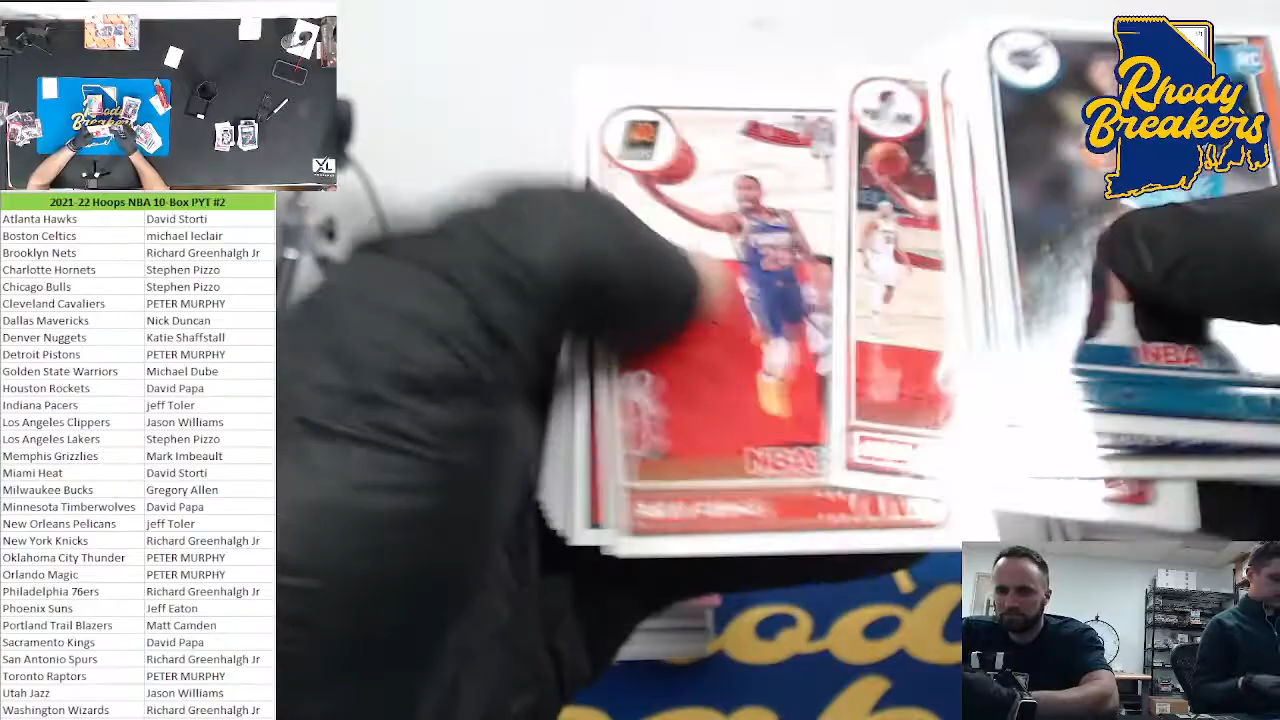 2021-22 Hoops NBA 10-Box PYT #2
Atlanta Hawks David Storti
Boston Celtics michael leclair
Brooklyn Nets Richard Greenhalgh Jr
Charlotte Hornets Stephen Pizzo
Chicago Bulls Stephen Pizzo
Cleveland Cavaliers PETER MURPHY
Dallas Mavericks Nick Duncan
Denver Nuggets Katie Shaffstall
Detroit Pistons PETER MURPHY
Golden State Warriors Michael Dube
Houston Rockets David Papa
Indiana Pacers jeff Toler
Los Angeles Clippers Jason Williams
Los Angeles Lakers Stephen Pizzo
Memphis Grizzlies Mark Imbeault
Miami Heat David Storti
Milwaukee Bucks Gregory Allen
Minnesota Timberwolves David Papa
New Orleans Pelicans jeff Toler
New York Knicks Richard Greenhalgh Jr
Oklahoma City Thunder PETER MURPHY
Orlando Magic PETER MURPHY
Philadelphia 76ers Richard Greenhalgh Jr
Phoenix Suns Jeff Eaton
Portland Trail Blazers Matt Camden
Sacramento Kings David Papa
San Antonio Spurs Richard Greenhalgh Jr
Toronto Raptors PETER MURPHY
Utah Jazz Jason Williams
Washington Wizards Richard Greenhalgh Jr
Rhody
Breakers
RC
NBA
NBA
XL